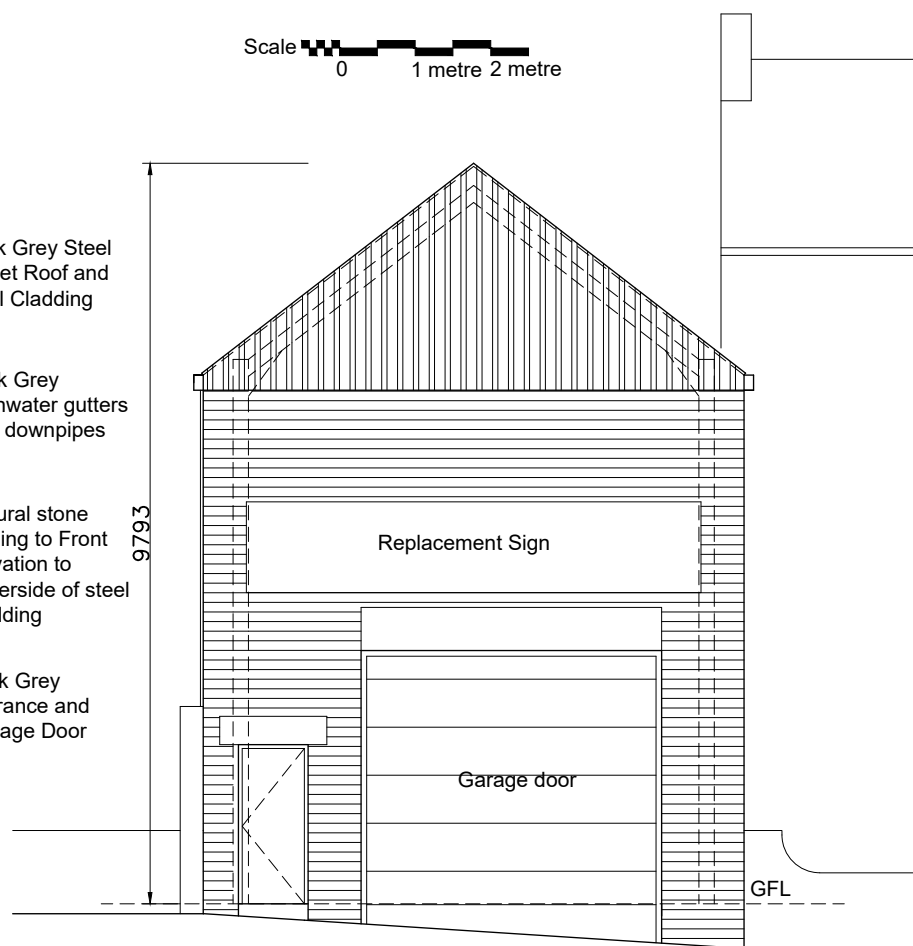 Scale
0 1 metre 2 metre
k Grey Steel
et Roof and
l Cladding
k Grey
nwater gutters
downpipes
ural stone
ing to Front
vation to
erside of steel
dding
k Grey
rance and
age Door
9793
Replacement Sign
Garage door
GFL